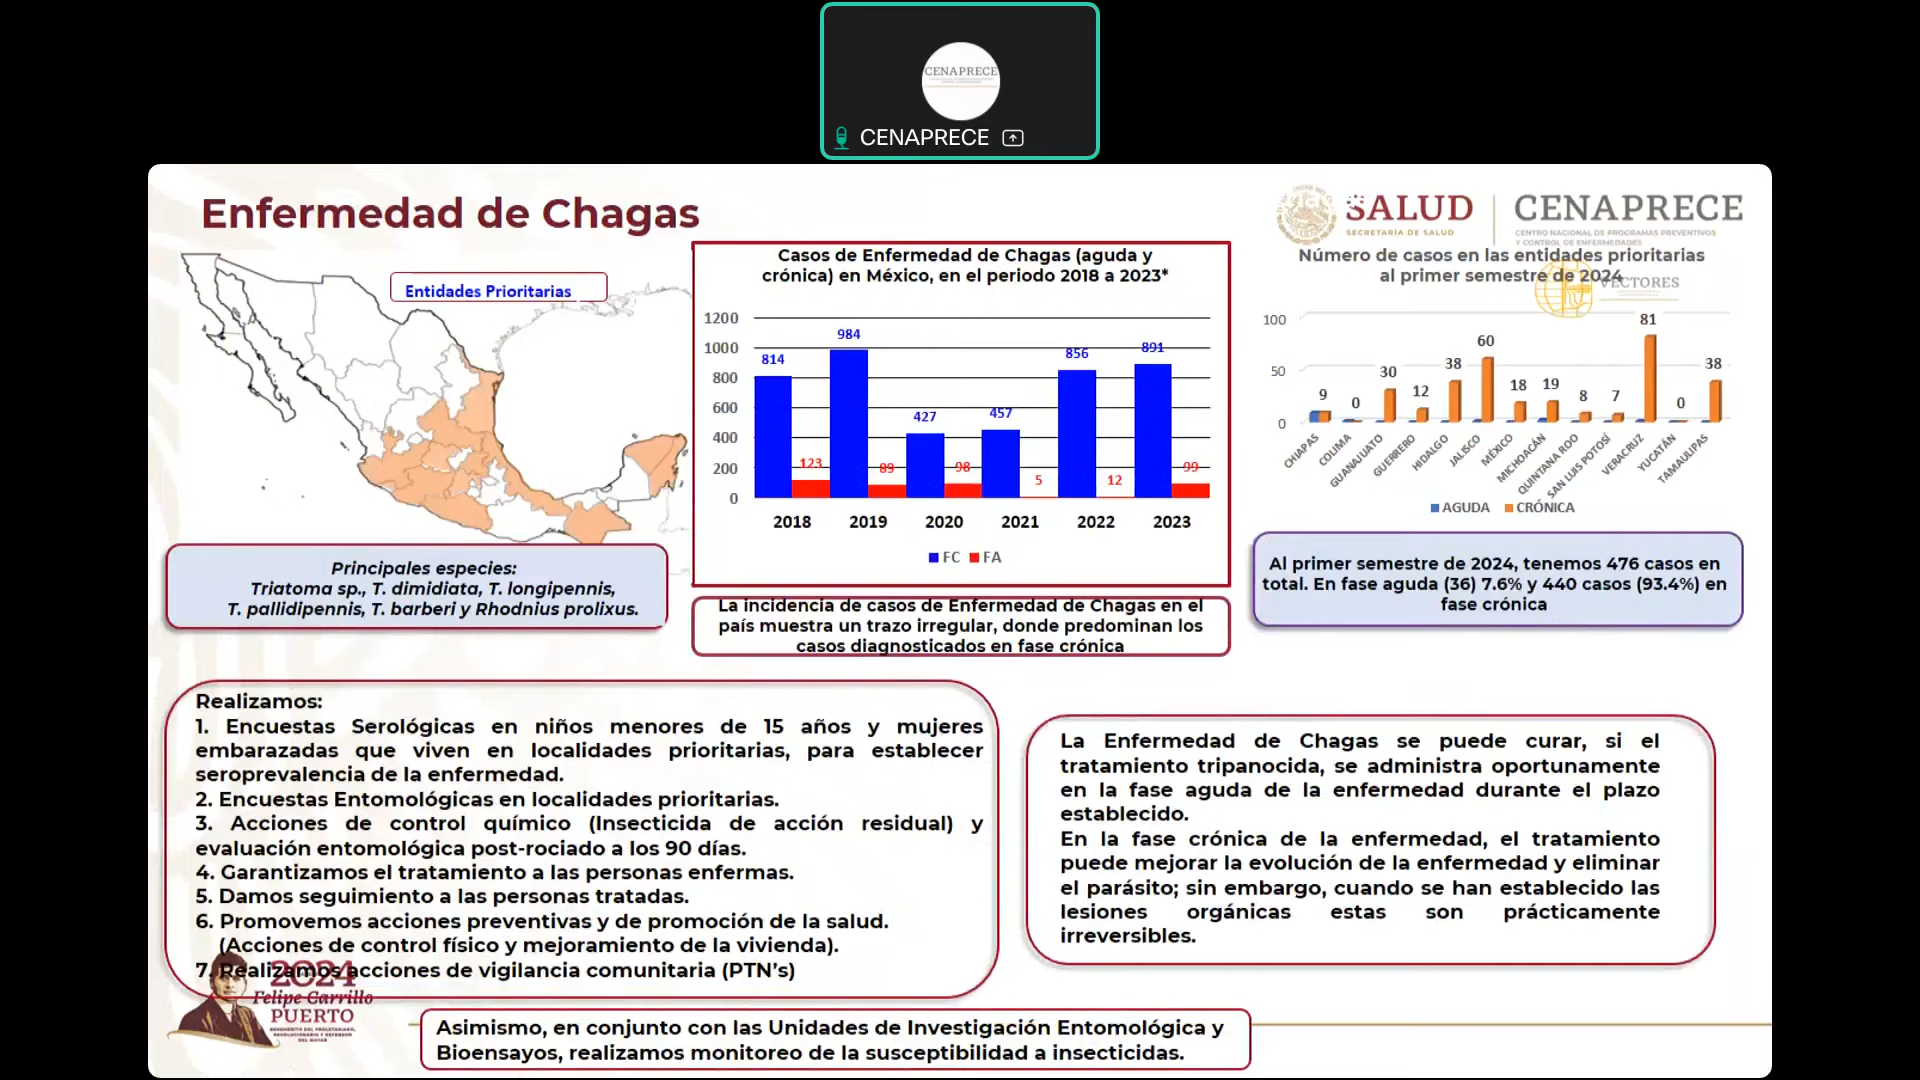 CENAPRECE
CENAPRECE
Enfermedad de Chagas
SALUD
SECRETARÍA DE SALUD
CENAPRECE
CENTRO NACIONAL DE PROGRAMAS PREVENTIVOS
Y CONTROL DE ENFERMEDADES
VECTORES
Entidades Prioritarias
Principales especies:
Triatoma sp., T. dimidiata, T. longipennis,
T. pallidipennis, T. barberi y Rhodnius prolixus.
Casos de Enfermedad de Chagas (aguda y
crónica) en México, en el periodo 2018 a 2023*
1200
1000
800
600
400
200
0
814
984
427
457
856
891
123
89
98
5
12
99
2018 2019 2020 2021 2022 2023
FC FA
La incidencia de casos de Enfermedad de Chagas en el
país muestra un trazo irregular, donde predominan los
casos diagnosticados en fase crónica
Número de casos en las entidades prioritarias
al primer semestre de 2024
100
50
0
9
0
30
12
38
60
18
19
8
7
81
0
38
CHIAPAS
COLIMA
GUANAJUATO
GUERRERO
HIDALGO
JALISCO
MÉXICO
MICHOACÁN
QUINTANA ROO
SAN LUIS POTOSÍ
VERACRUZ
YUCATÁN
TAMAULIPAS
AGUDA CRÓNICA
Al primer semestre de 2024, tenemos 476 casos en
total. En fase aguda (36) 7.6% y 440 casos (93.4%) en
fase crónica
Realizamos:
1. Encuestas Serológicas en niños menores de 15 años y mujeres
embarazadas que viven en localidades prioritarias, para establecer
seroprevalencia de la enfermedad.
2. Encuestas Entomológicas en localidades prioritarias.
3. Acciones de control químico (Insecticida de acción residual) y
evaluación entomológica post-rociado a los 90 días.
4. Garantizamos el tratamiento a las personas enfermas.
5. Damos seguimiento a las personas tratadas.
6. Promovemos acciones preventivas y de promoción de la salud.
(Acciones de control físico y mejoramiento de la vivienda).
7. Realizamos acciones de vigilancia comunitaria (PTN's)
La Enfermedad de Chagas se puede curar, si el
tratamiento tripanocida, se administra oportunamente
en la fase aguda de la enfermedad durante el plazo
establecido.
En la fase crónica de la enfermedad, el tratamiento
puede mejorar la evolución de la enfermedad y eliminar
el parásito; sin embargo, cuando se han establecido las
lesiones orgánicas estas son prácticamente
irreversibles.
2024
Felipe Carrillo
PUERTO
BENEMÉRITO DEL PROLETARIADO,
REVOLUCIONARIO Y DEFENSOR
DEL MAYAB
Asimismo, en conjunto con las Unidades de Investigación Entomológica y
Bioensayos, realizamos monitoreo de la susceptibilidad a insecticidas.